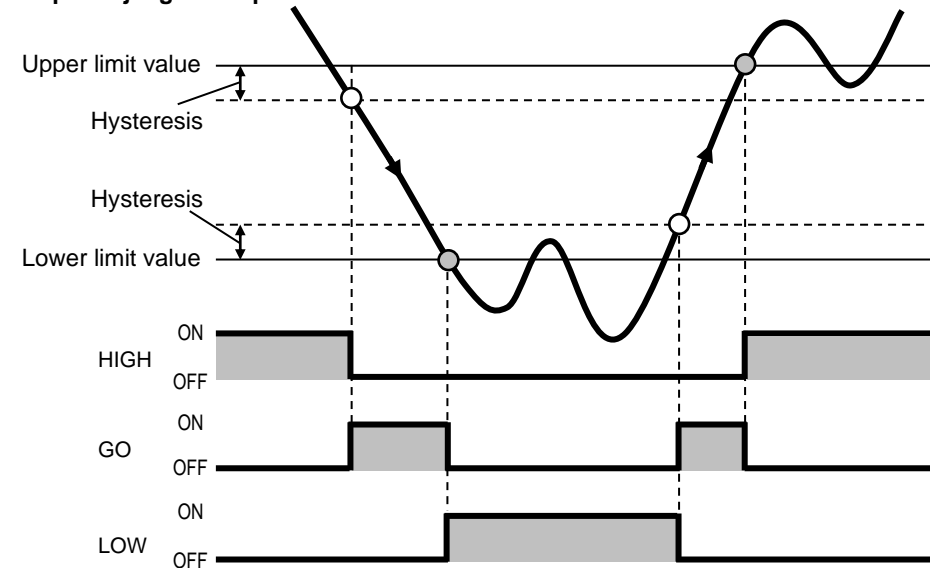 Upper limit value
Hysteresis
Hysteresis
Lower limit value
ON
HIGH
OFF
ON
GO
OFF
ON
LOW
OFF